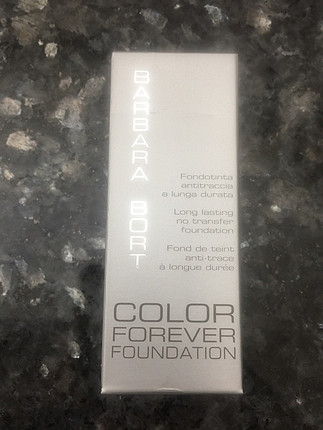 BARBARA BORT
Fondotinta
antitraccia
a lunga durata
Long lasting
no transfer
foundation
Fond de teint
anti-trace
à longue durée
COLOR
FOREVER
FOUNDATION